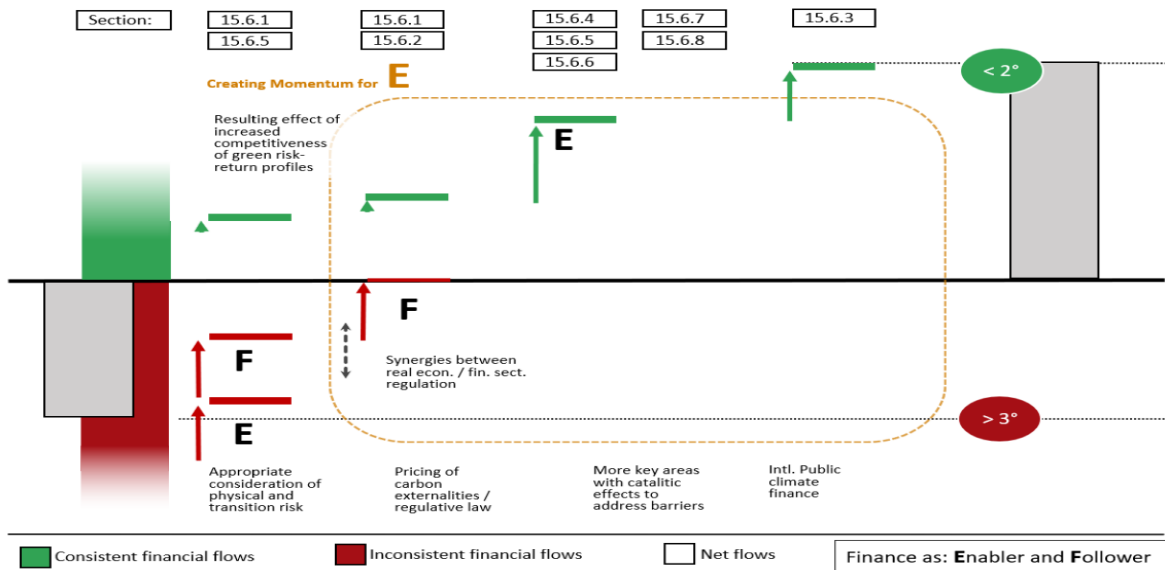 Section:
15.6.1
15.6.5
15.6.1
15.6.2
15.6.4
15.6.5
15.6.6
15.6.7
15.6.8
15.6.3
Creating Momentum for E
< 2°
Resulting effect of
increased
competitiveness
of green risk-
return profiles
E
F
F
Synergies between
real econ. / fin. sect.
regulation
E
> 3°
Appropriate
consideration of
physical and
transition risk
Pricing of
carbon
externalities /
regulative law
More key areas
with catalitic
effects to
address barriers
Intl. Public
climate
finance
Consistent financial flows
Inconsistent financial flows
Net flows
Finance as: Enabler and Follower